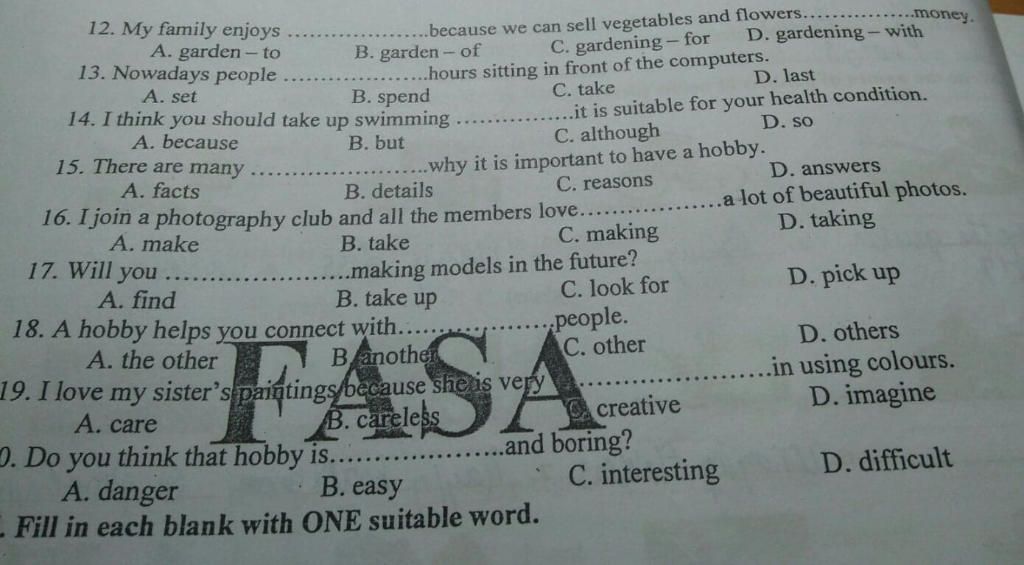 12. My family enjoys ....................because we can sell vegetables and flowers................money.
A. garden – to B. garden – of C. gardening – for D. gardening – with
13. Nowadays people ....................hours sitting in front of the computers.
A. set B. spend C. take D. last
14. I think you should take up swimming .................it is suitable for your health condition.
A. because B. but C. although D. so
15. There are many .........................why it is important to have a hobby.
A. facts B. details C. reasons D. answers
16. I join a photography club and all the members love....................a lot of beautiful photos.
A. make B. take C. making D. taking
17. Will you .........................making models in the future?
A. find B. take up C. look for D. pick up
18. A hobby helps you connect with.....................people.
A. the other B. another C. other D. others
19. I love my sister's paintings because she is very .........................in using colours.
A. care B. careless C. creative D. imagine
0. Do you think that hobby is........................and boring?
A. danger B. easy C. interesting D. difficult
. Fill in each blank with ONE suitable word.
FASA